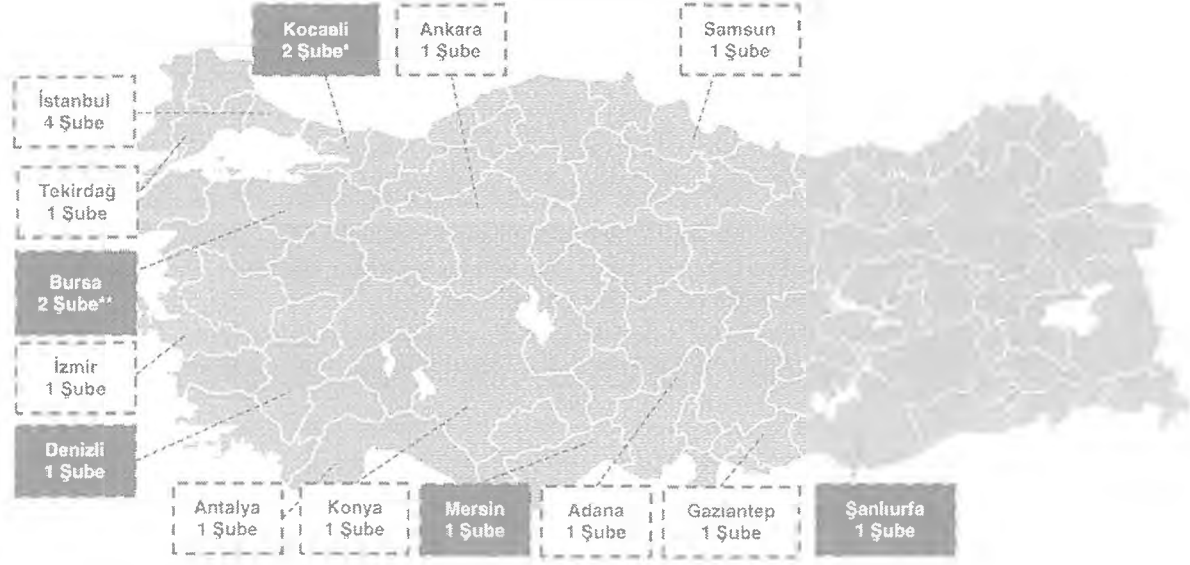 Kocaeli
2 Şube*
Ankara
1 Şube
Samsun
1 Şube
İstanbul
4 Şube
Tekirdağ
1 Şube
Bursa
2 Şube**
İzmir
1 Şube
Denizli
1 Şube
Antalya
1 Şube
Konya
1 Şube
Mersin
1 Şube
Adana
1 Şube
Gaziantep
1 Şube
Şanlıurfa
1 Şube